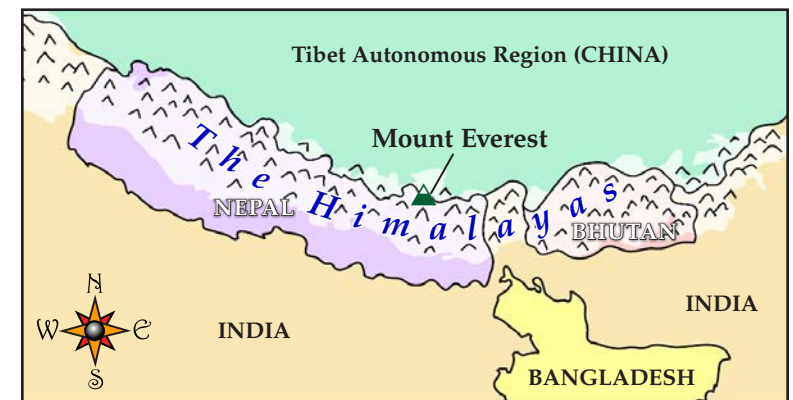 Tibet Autonomous Region (CHINA)
Mount Everest
The Himalayas
NEPAL
BHUTAN
N
W E
S
INDIA
INDIA
BANGLADESH